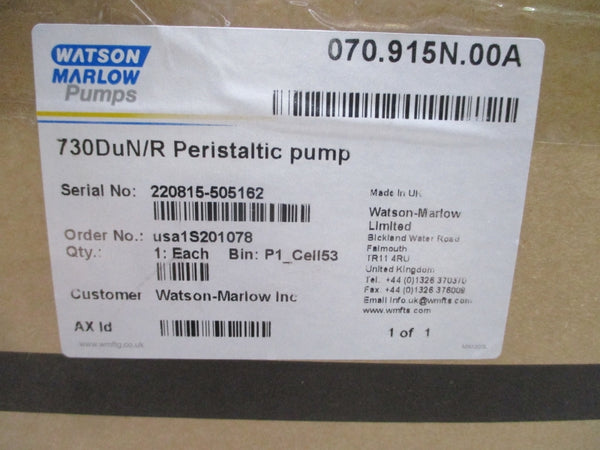 WATSON
MARLOW
Pumps
070.915N.00A
730DuN/R Peristaltic pump
Serial No: 220815-505162
Order No.: usa1S201078
Qty.: 1: Each Bin: P1_Cell53
Customer Watson-Marlow Inc
AX Id
www.wmftg.co.uk
Made In UK
Watson-Marlow
Limited
Bickland Water Road
Falmouth
TR11 4RU
United Kingdom
Tel. +44 (0)1326 370370
Fax +44 (0)1326 376009
Email info.uk@wmfts com
www.wmfts com
1 of 1